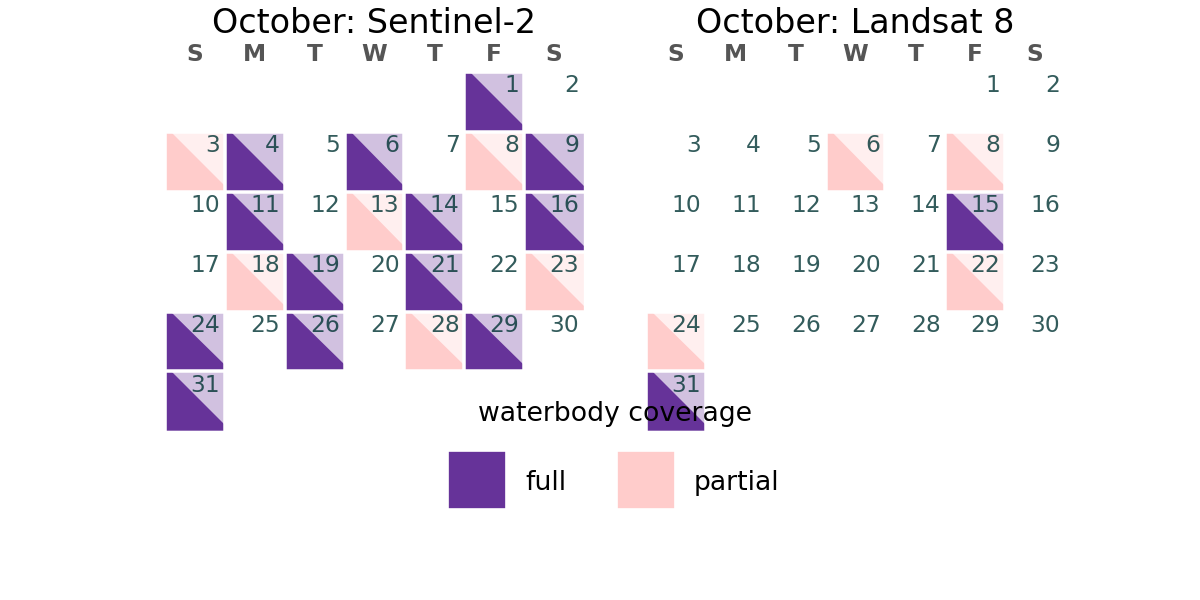 October: Sentinel-2
S M T W T F S
1 2
3 4 5 6 7 8 9
10 11 12 13 14 15 16
17 18 19 20 21 22 23
24 25 26 27 28 29 30
31
October: Landsat 8
S M T W T F S
1 2
3 4 5 6 7 8 9
10 11 12 13 14 15 16
17 18 19 20 21 22 23
24 25 26 27 28 29 30
31
waterbody coverage
full partial